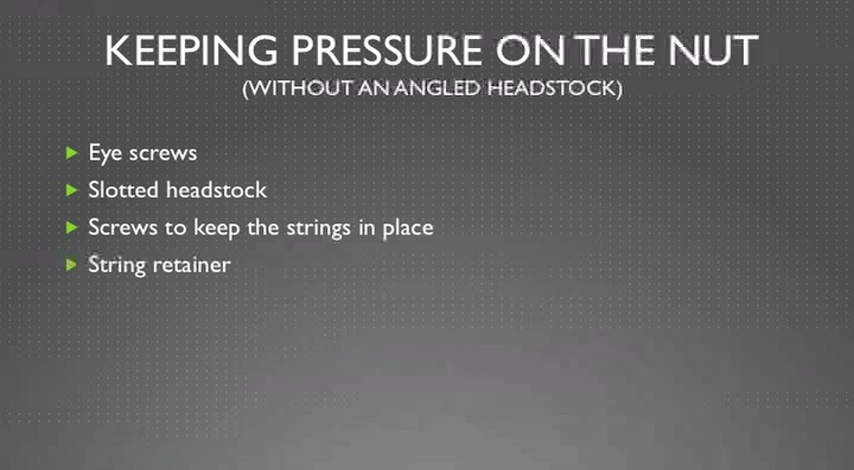 KEEPING PRESSURE ON THE NUT
(WITHOUT AN ANGLED HEADSTOCK)
Eye screws
Slotted headstock
Screws to keep the strings in place
String retainer